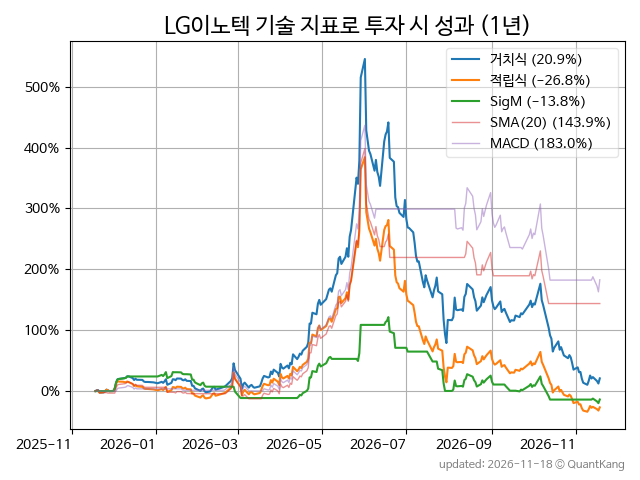 LG이노텍 기술 지표로 투자 시 성과 (1년)
거치식 (20.9%)
적립식 (-26.8%)
SigM (-13.8%)
SMA(20) (143.9%)
MACD (183.0%)
500%
400%
300%
200%
100%
0%
2025-11
2026-01
2026-03
2026-05
2026-07
2026-09
2026-11
updated: 2026-11-18 © QuantKang